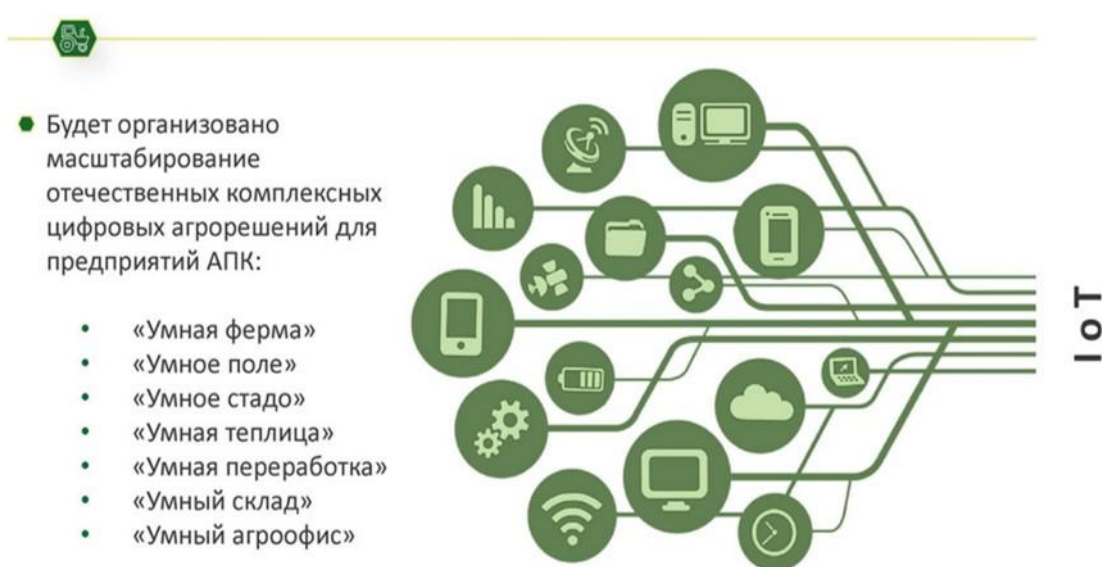 Будет организовано
масштабирование
отечественных комплексных
цифровых агрорешений для
предприятий АПК:
«Умная ферма»
«Умное поле»
«Умное стадо»
«Умная теплица»
«Умная переработка»
«Умный склад»
«Умный агроофис»
IoT